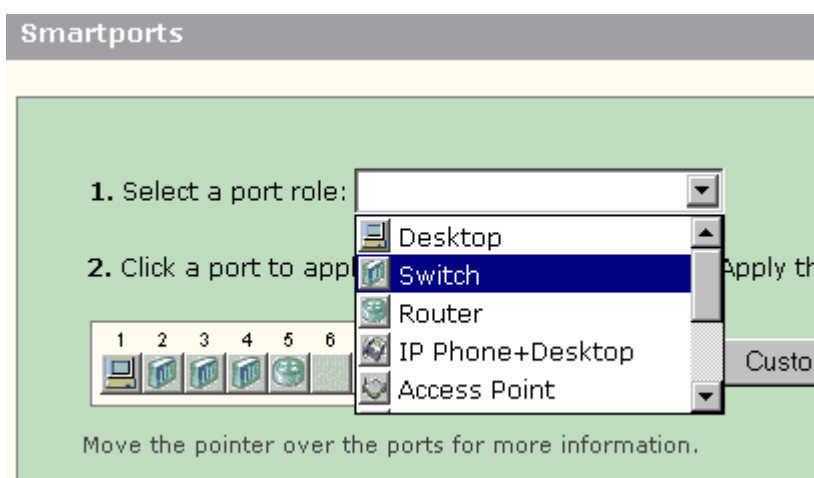 Smartports
1. Select a port role:
Desktop
2. Click a port to app
Switch
Apply th
Router
1 2 3 4 5 6
IP Phone+Desktop
Custo
Access Point
Move the pointer over the ports for more information.